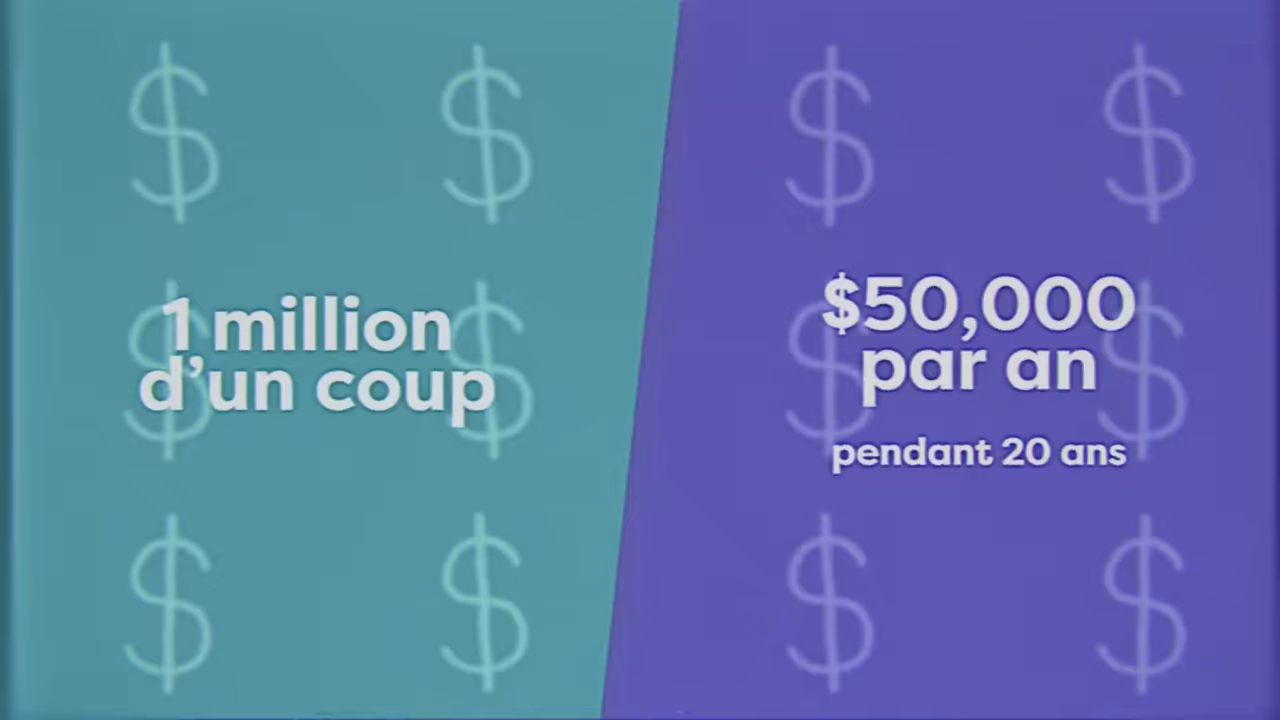 1 million
d'un coup
$50,000
par an
pendant 20 ans